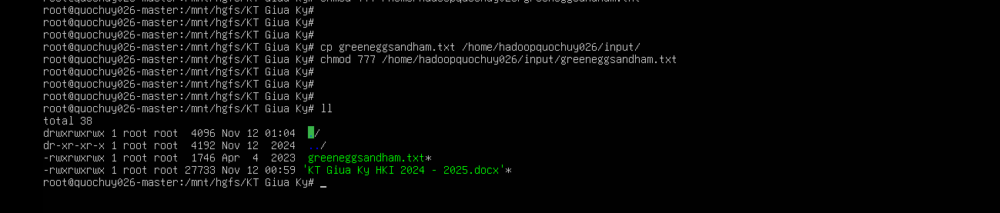 root@quochuy026-master:/mnt/hgfs/KT Giua Ky# chmod 777 /home/hadoopquochuy026/greeneggsandham.txt
root@quochuy026-master:/mnt/hgfs/KT Giua Ky#
root@quochuy026-master:/mnt/hgfs/KT Giua Ky#
root@quochuy026-master:/mnt/hgfs/KT Giua Ky# cp greeneggsandham.txt /home/hadoopquochuy026/input/
root@quochuy026-master:/mnt/hgfs/KT Giua Ky# chmod 777 /home/hadoopquochuy026/input/greeneggsandham.txt
root@quochuy026-master:/mnt/hgfs/KT Giua Ky#
root@quochuy026-master:/mnt/hgfs/KT Giua Ky#
root@quochuy026-master:/mnt/hgfs/KT Giua Ky#
root@quochuy026-master:/mnt/hgfs/KT Giua Ky# ll
total 38
drwxrwxrwx 1 root root  4096 Nov 12 01:04  ./
dr-xr-xr-x 1 root root  4192 Nov 12  2024  ../
-rwxrwxrwx 1 root root  1746 Apr  4  2023  greeneggsandham.txt*
-rwxrwxrwx 1 root root 27733 Nov 12 00:59 'KT Giua Ky HKI 2024 - 2025.docx'*
root@quochuy026-master:/mnt/hgfs/KT Giua Ky# _